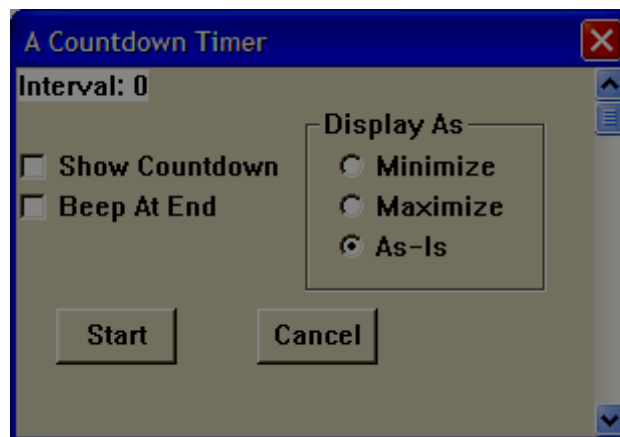 A Countdown Timer
Interval: 0
Display As
Show Countdown
Minimize
Beep At End
Maximize
As-Is
Start
Cancel